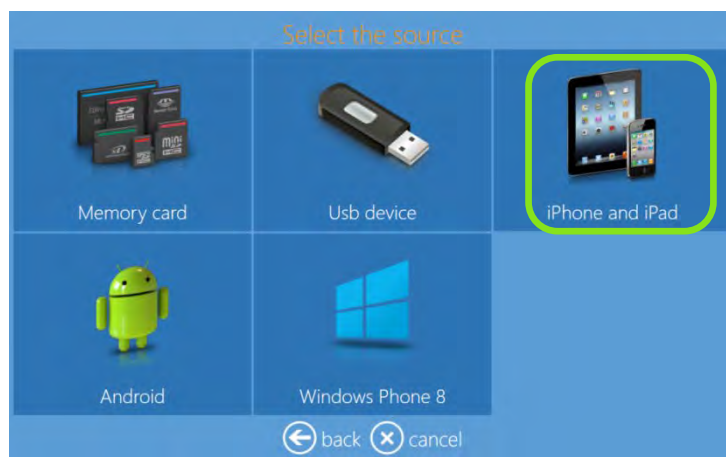 Select the source
Memory card
Usb device
iPhone and iPad
Android
Windows Phone 8
back
cancel